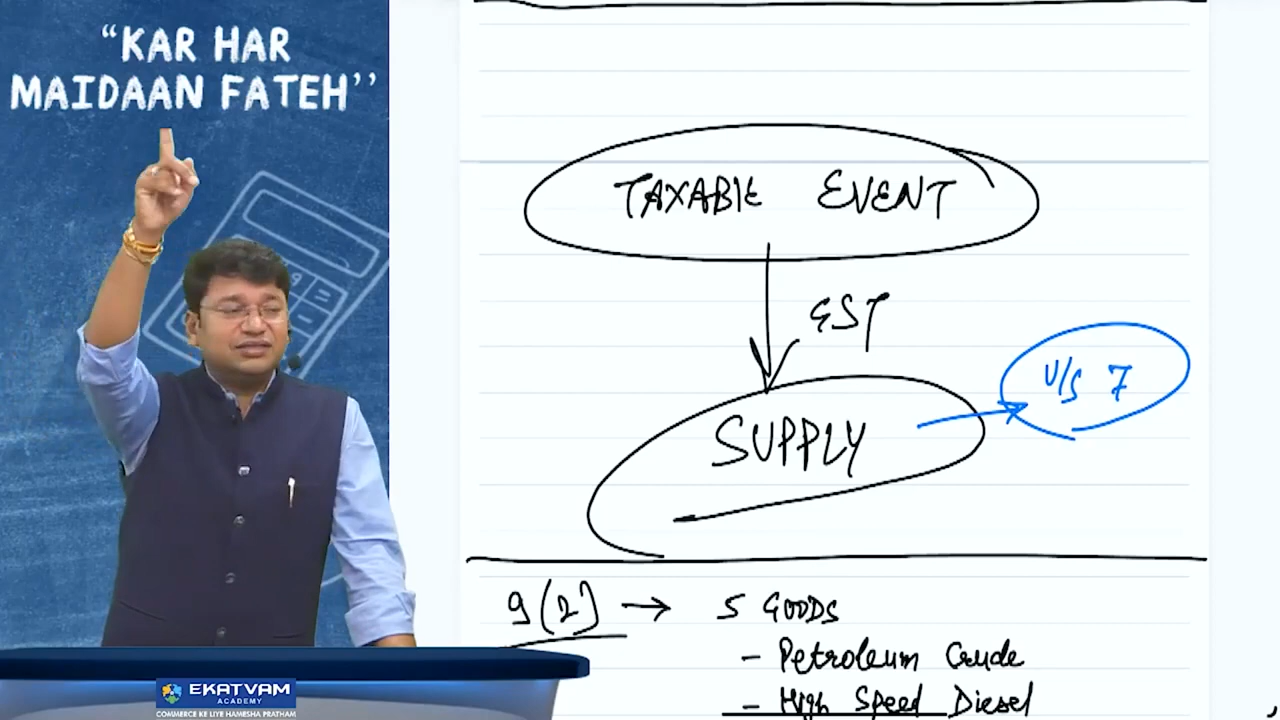 “KAR HAR
MAIDAAN FATEH’’
TAXABLE EVENT
GST
SUPPLY
U/S 7
9(2) → 5 GOODS
- Petroleum Crude
- High Speed Diesel
EKATVAM
ACADEMY
COMMERCE KE LIYE HAMESHA PRATHAM